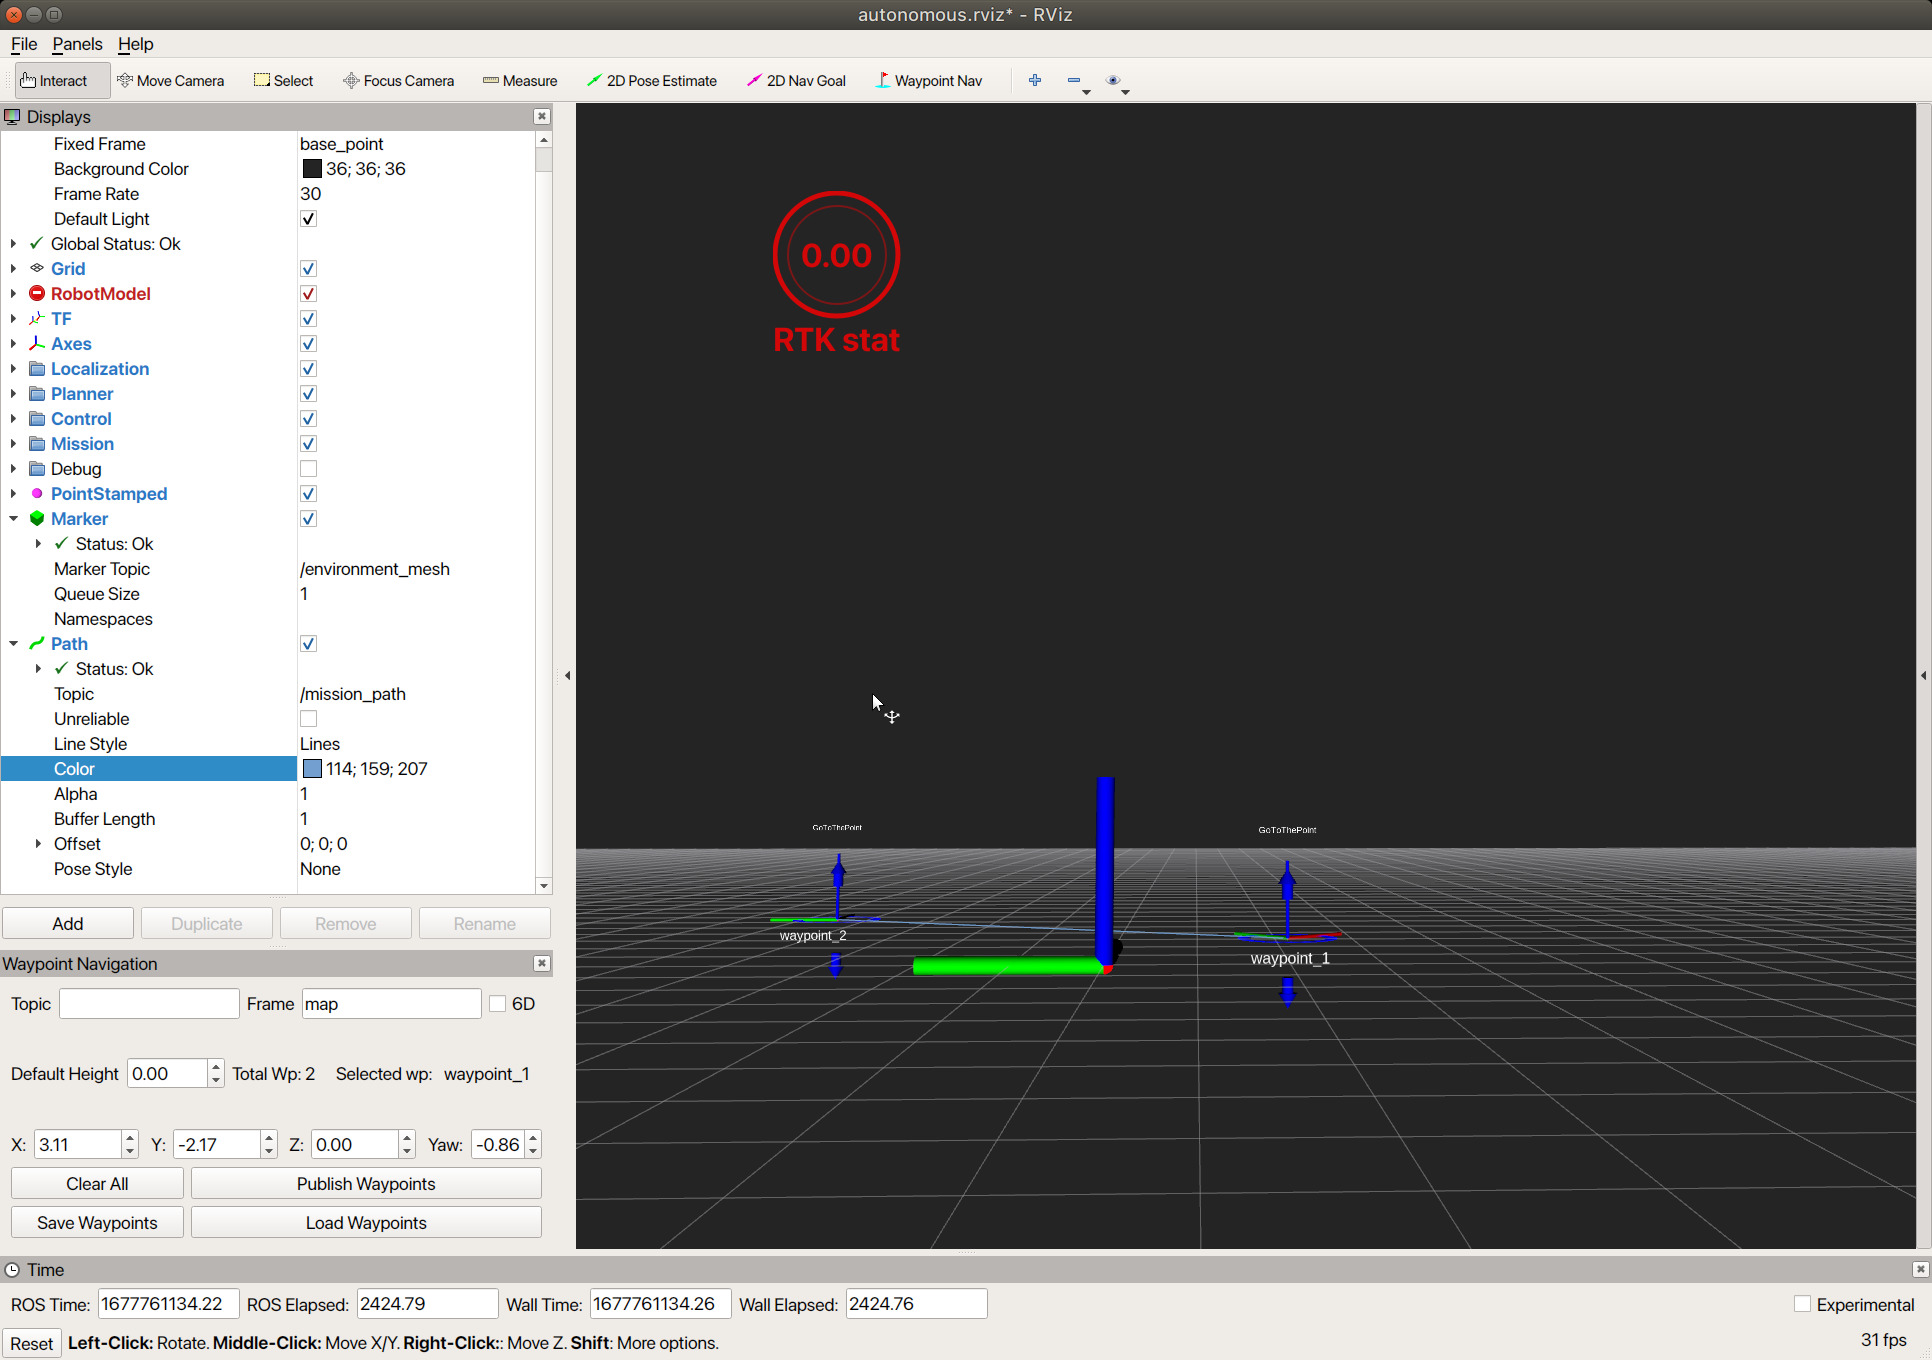 autonomous.rviz* - RViz
File Panels Help
Interact Move Camera Select Focus Camera Measure 2D Pose Estimate 2D Nav Goal Waypoint Nav
Displays
Fixed Frame base_point
Background Color 36; 36; 36
Frame Rate 30
Default Light
Global Status: Ok
Grid
RobotModel
TF
Axes
Localization
Planner
Control
Mission
Debug
PointStamped
Marker
Status: Ok
Marker Topic /environment_mesh
Queue Size 1
Namespaces
Path
Status: Ok
Topic /mission_path
Unreliable
Line Style Lines
Color 114; 159; 207
Alpha 1
Buffer Length 1
Offset 0; 0; 0
Pose Style None
Add Duplicate Remove Rename
Waypoint Navigation
Topic Frame map 6D
Default Height 0.00 Total Wp: 2 Selected wp: waypoint_1
X: 3.11 Y: -2.17 Z: 0.00 Yaw: -0.86
Clear All Publish Waypoints
Save Waypoints Load Waypoints
0.00
RTK stat
GoToThePoint
GoToThePoint
waypoint_2
waypoint_1
Time
ROS Time: 1677761134.22 ROS Elapsed: 2424.79 Wall Time: 1677761134.26 Wall Elapsed: 2424.76 Experimental
Reset Left-Click: Rotate. Middle-Click: Move X/Y. Right-Click:: Move Z. Shift: More options. 31 fps